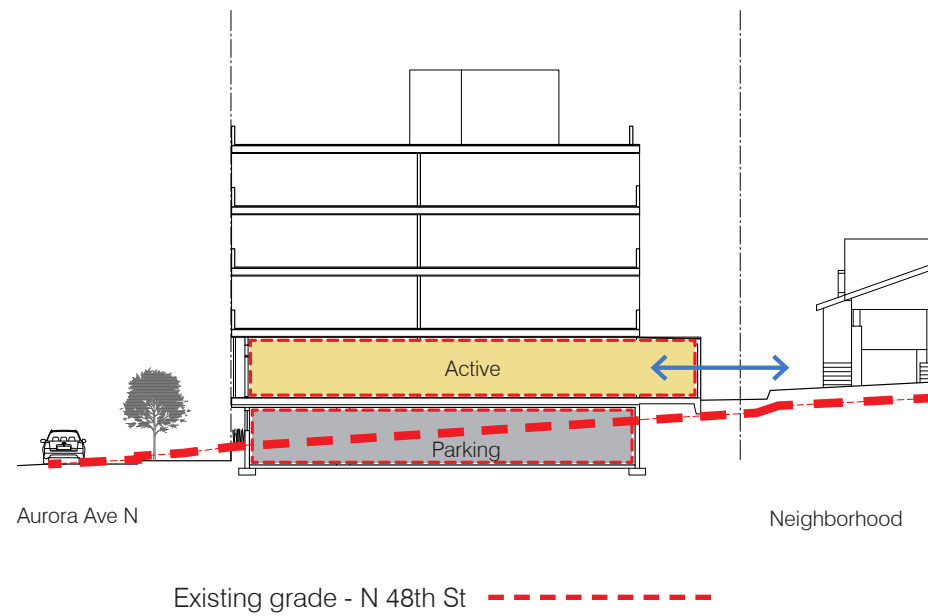 Active
Parking
Aurora Ave N
Neighborhood
Existing grade - N 48th St